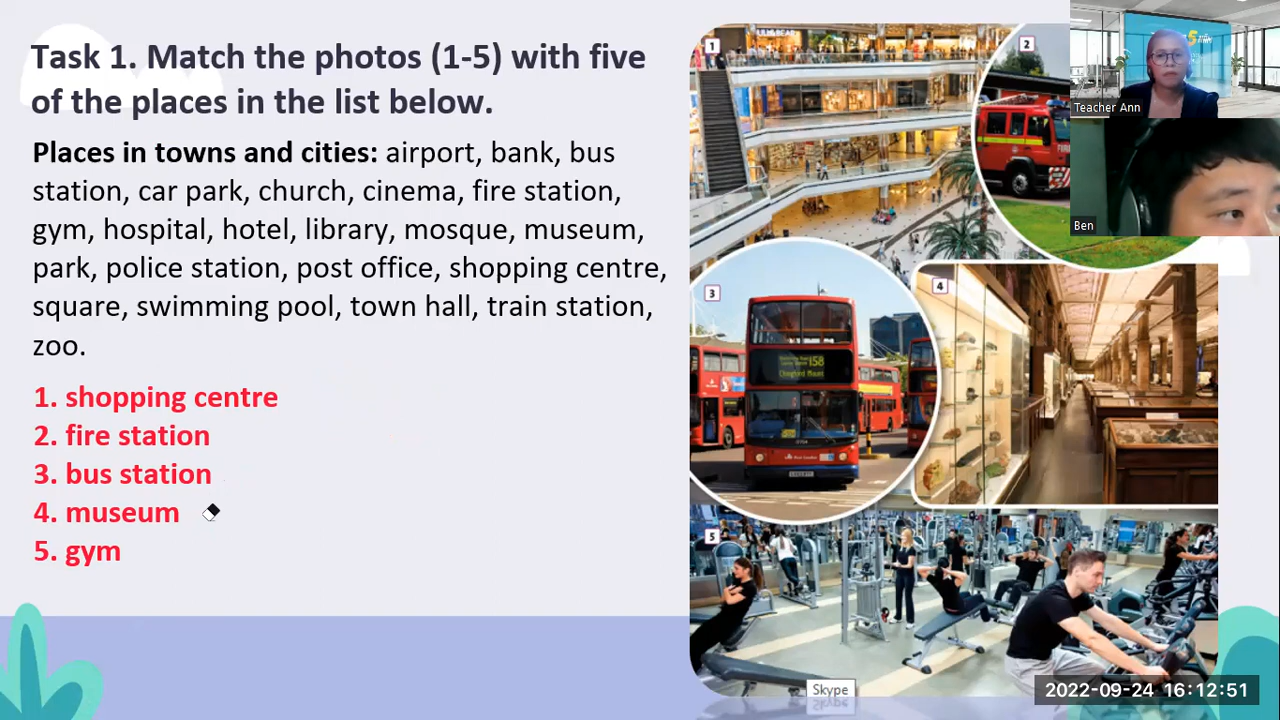 Task 1. Match the photos (1-5) with five
of the places in the list below.
Places in towns and cities: airport, bank, bus
station, car park, church, cinema, fire station,
gym, hospital, hotel, library, mosque, museum,
park, police station, post office, shopping centre,
square, swimming pool, town hall, train station,
zoo.
1. shopping centre
2. fire station
3. bus station
4. museum
5. gym
1
2
Teacher Ann
Ben
3
158
Chingford Mount
4
5
Skype
2022-09-24 16:12:51